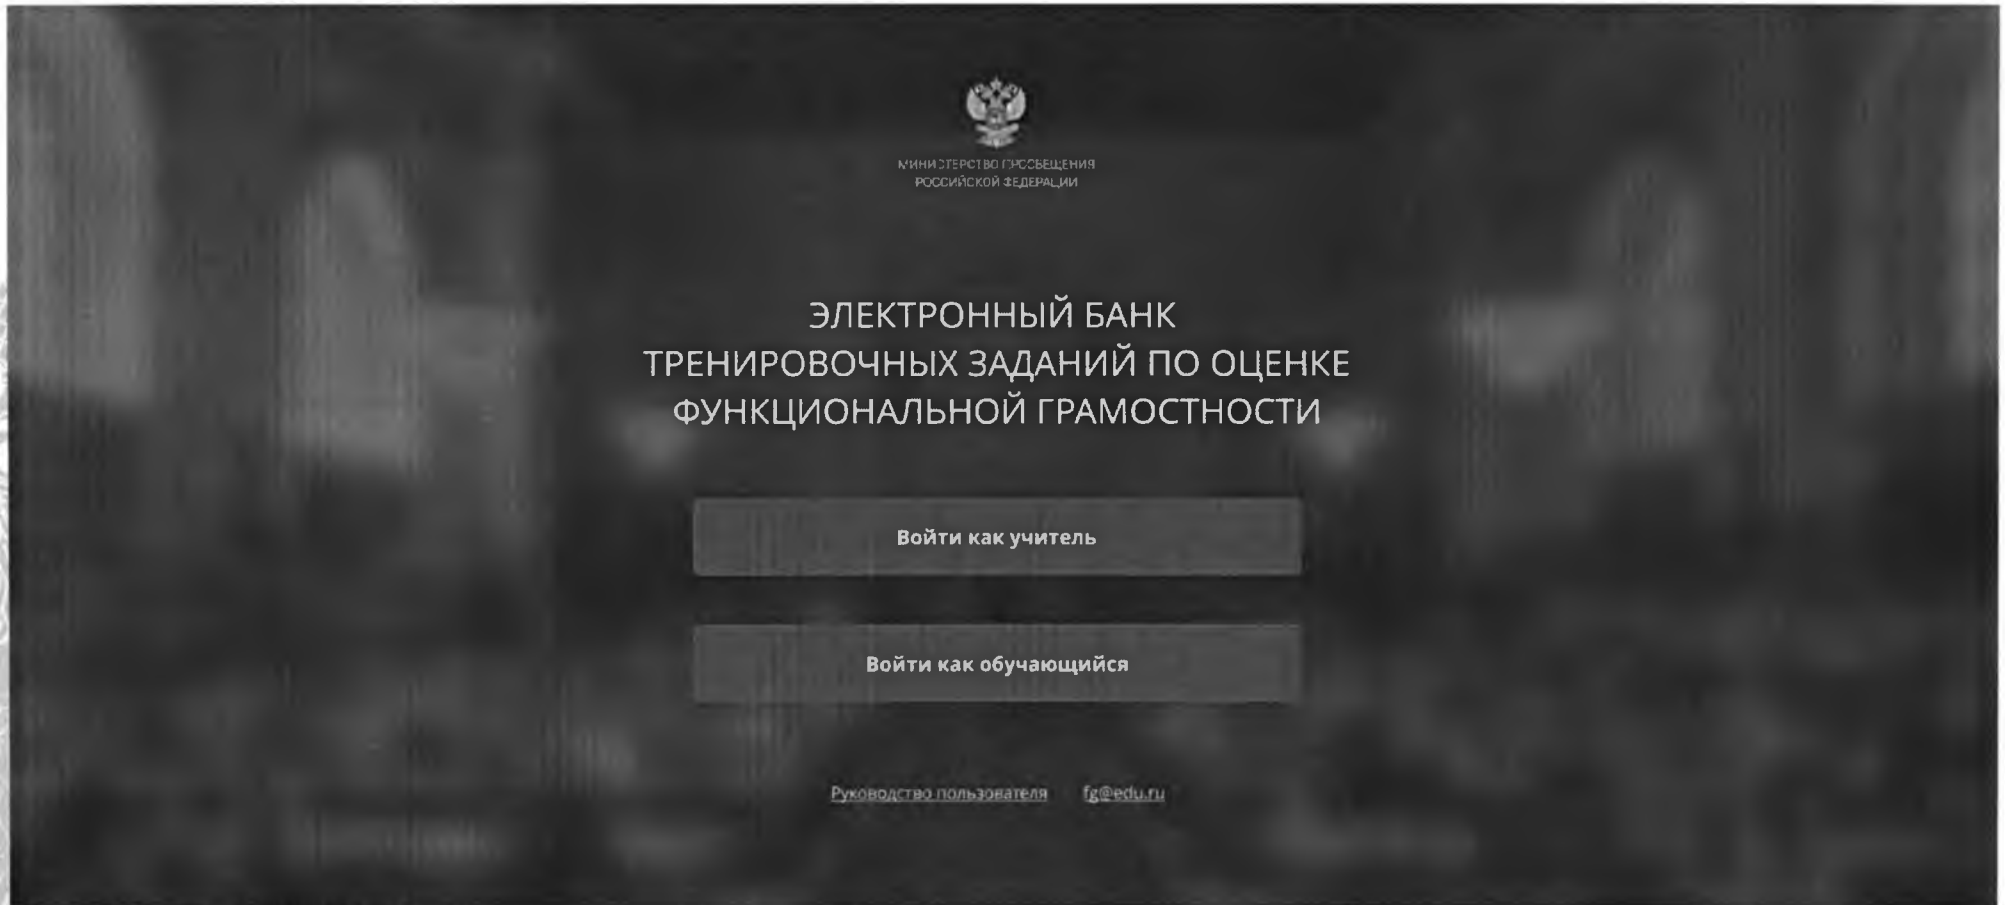 МИНИСТЕРСТВО ПРОСВЕЩЕНИЯ
РОССИЙСКОЙ ФЕДЕРАЦИИ
ЭЛЕКТРОННЫЙ БАНК
ТРЕНИРОВОЧНЫХ ЗАДАНИЙ ПО ОЦЕНКЕ
ФУНКЦИОНАЛЬНОЙ ГРАМОСТНОСТИ
Войти как учитель
Войти как обучающийся
Руководство пользователя fg@edu.ru